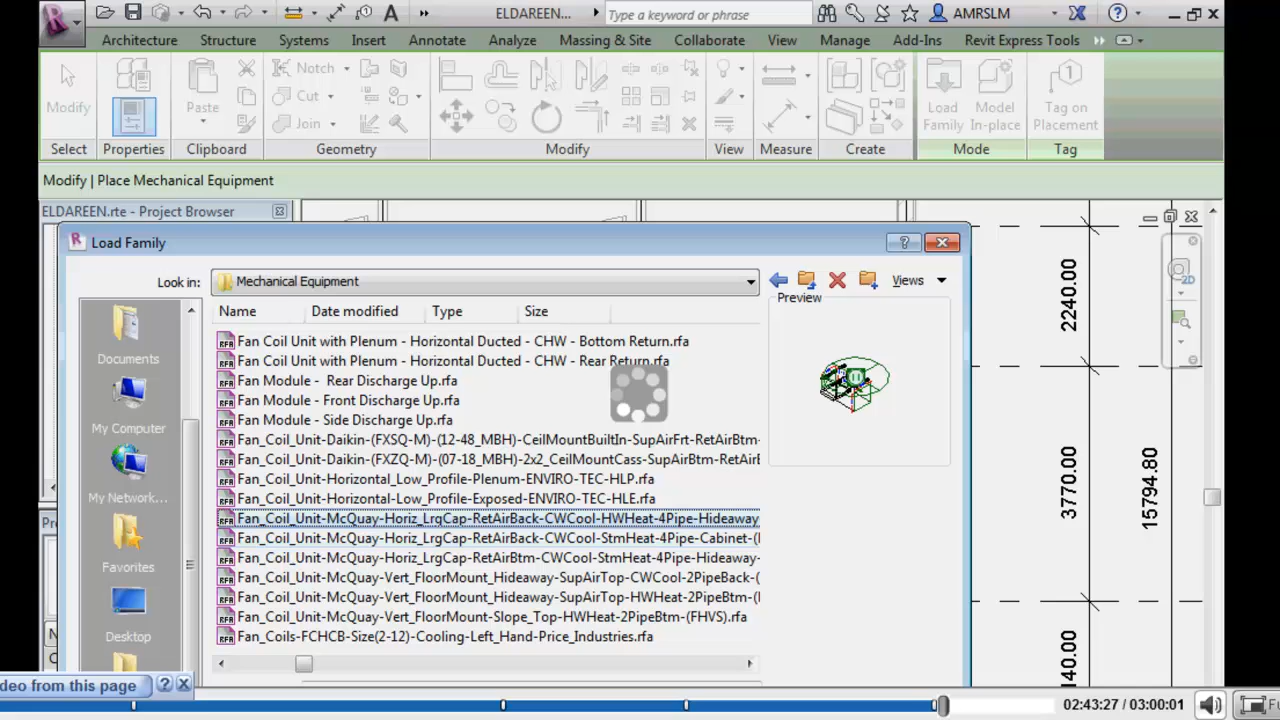 ELDAREEN...
Type a keyword or phrase
AMRSLM
Architecture Structure Systems Insert Annotate Analyze Massing & Site Collaborate View Manage Add-Ins Revit Express Tools
Modify
Paste
Notch
Cut
Join
Load Family
Model In-place
Tag on Placement
Select Properties Clipboard Geometry Modify View Measure Create Mode Tag
Modify | Place Mechanical Equipment
ELDAREEN.rte - Project Browser
Load Family
Look in: Mechanical Equipment
Views
Preview
Name Date modified Type Size
Fan Coil Unit with Plenum - Horizontal Ducted - CHW - Bottom Return.rfa
Fan Coil Unit with Plenum - Horizontal Ducted - CHW - Rear Return.rfa
Fan Module - Rear Discharge Up.rfa
Fan Module - Front Discharge Up.rfa
Fan Module - Side Discharge Up.rfa
Fan_Coil_Unit-Daikin-(FXSQ-M)-(12-48_MBH)-CeilMountBuiltIn-SupAirFrt-RetAirBtm-
Fan_Coil_Unit-Daikin-(FXZQ-M)-(07-18_MBH)-2x2_CeilMountCass-SupAirBtm-RetAirE
Fan_Coil_Unit-Horizontal-Low_Profile-Plenum-ENVIRO-TEC-HLP.rfa
Fan_Coil_Unit-Horizontal-Low_Profile-Exposed-ENVIRO-TEC-HLE.rfa
Fan_Coil_Unit-McQuay-Horiz_LrgCap-RetAirBack-CWCool-HWHeat-4Pipe-Hideaway
Fan_Coil_Unit-McQuay-Horiz_LrgCap-RetAirBack-CWCool-StmHeat-4Pipe-Cabinet-(
Fan_Coil_Unit-McQuay-Horiz_LrgCap-RetAirBtm-CWCool-StmHeat-4Pipe-Hideaway-
Fan_Coil_Unit-McQuay-Vert_FloorMount_Hideaway-SupAirTop-CWCool-2PipeBack-(
Fan_Coil_Unit-McQuay-Vert_FloorMount_Hideaway-SupAirTop-HWHeat-2PipeBtm-(
Fan_Coil_Unit-McQuay-Vert_FloorMount-Slope_Top-HWHeat-2PipeBtm-(FHVS).rfa
Fan_Coils-FCHCB-Size(2-12)-Cooling-Left_Hand-Price_Industries.rfa
Documents
My Computer
My Network...
Favorites
Desktop
2240.00
3770.00
15794.80
140.00
2D
deo from this page
02:43:27 / 03:00:01